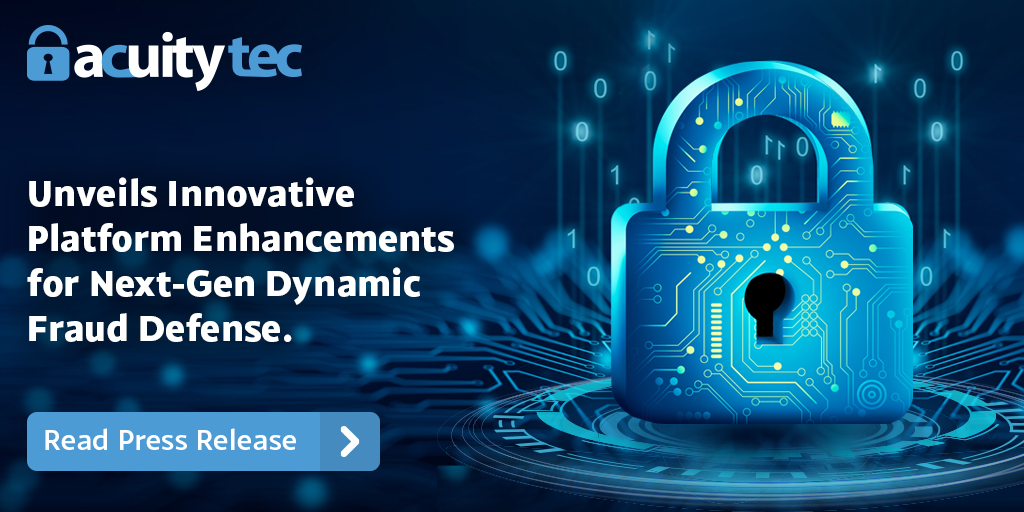 acuitytec
Unveils Innovative
Platform Enhancements
for Next-Gen Dynamic
Fraud Defense.
Read Press Release